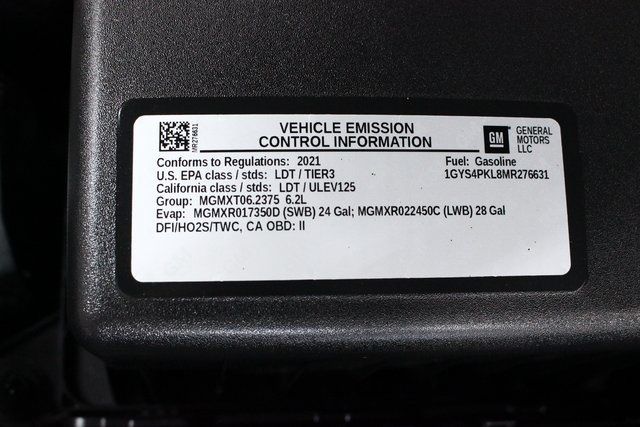 MR276631
VEHICLE EMISSION
CONTROL INFORMATION
GM
GENERAL
MOTORS
LLC
Conforms to Regulations: 2021
Fuel: Gasoline
U.S. EPA class / stds: LDT / TIER3
1GYS4PKL8MR276631
California class / stds: LDT / ULEV125
Group: MGMXT06.2375 6.2L
Evap: MGMXR017350D (SWB) 24 Gal; MGMXR022450C (LWB) 28 Gal
DFI/HO2S/TWC, CA OBD: II